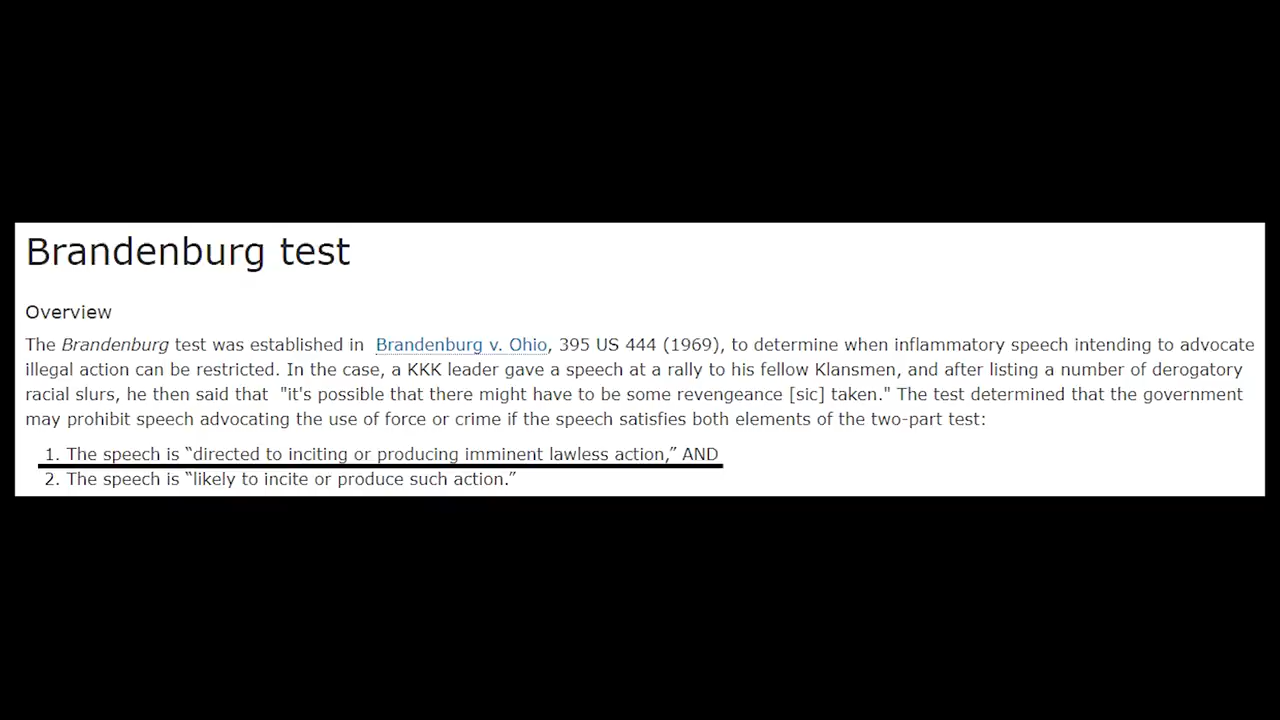 Brandenburg test
Overview
The Brandenburg test was established in Brandenburg v. Ohio, 395 US 444 (1969), to determine when inflammatory speech intending to advocate
illegal action can be restricted. In the case, a KKK leader gave a speech at a rally to his fellow Klansmen, and after listing a number of derogatory
racial slurs, he then said that "it's possible that there might have to be some revengeance [sic] taken." The test determined that the government
may prohibit speech advocating the use of force or crime if the speech satisfies both elements of the two-part test:
1. The speech is “directed to inciting or producing imminent lawless action,” AND
2. The speech is “likely to incite or produce such action.”